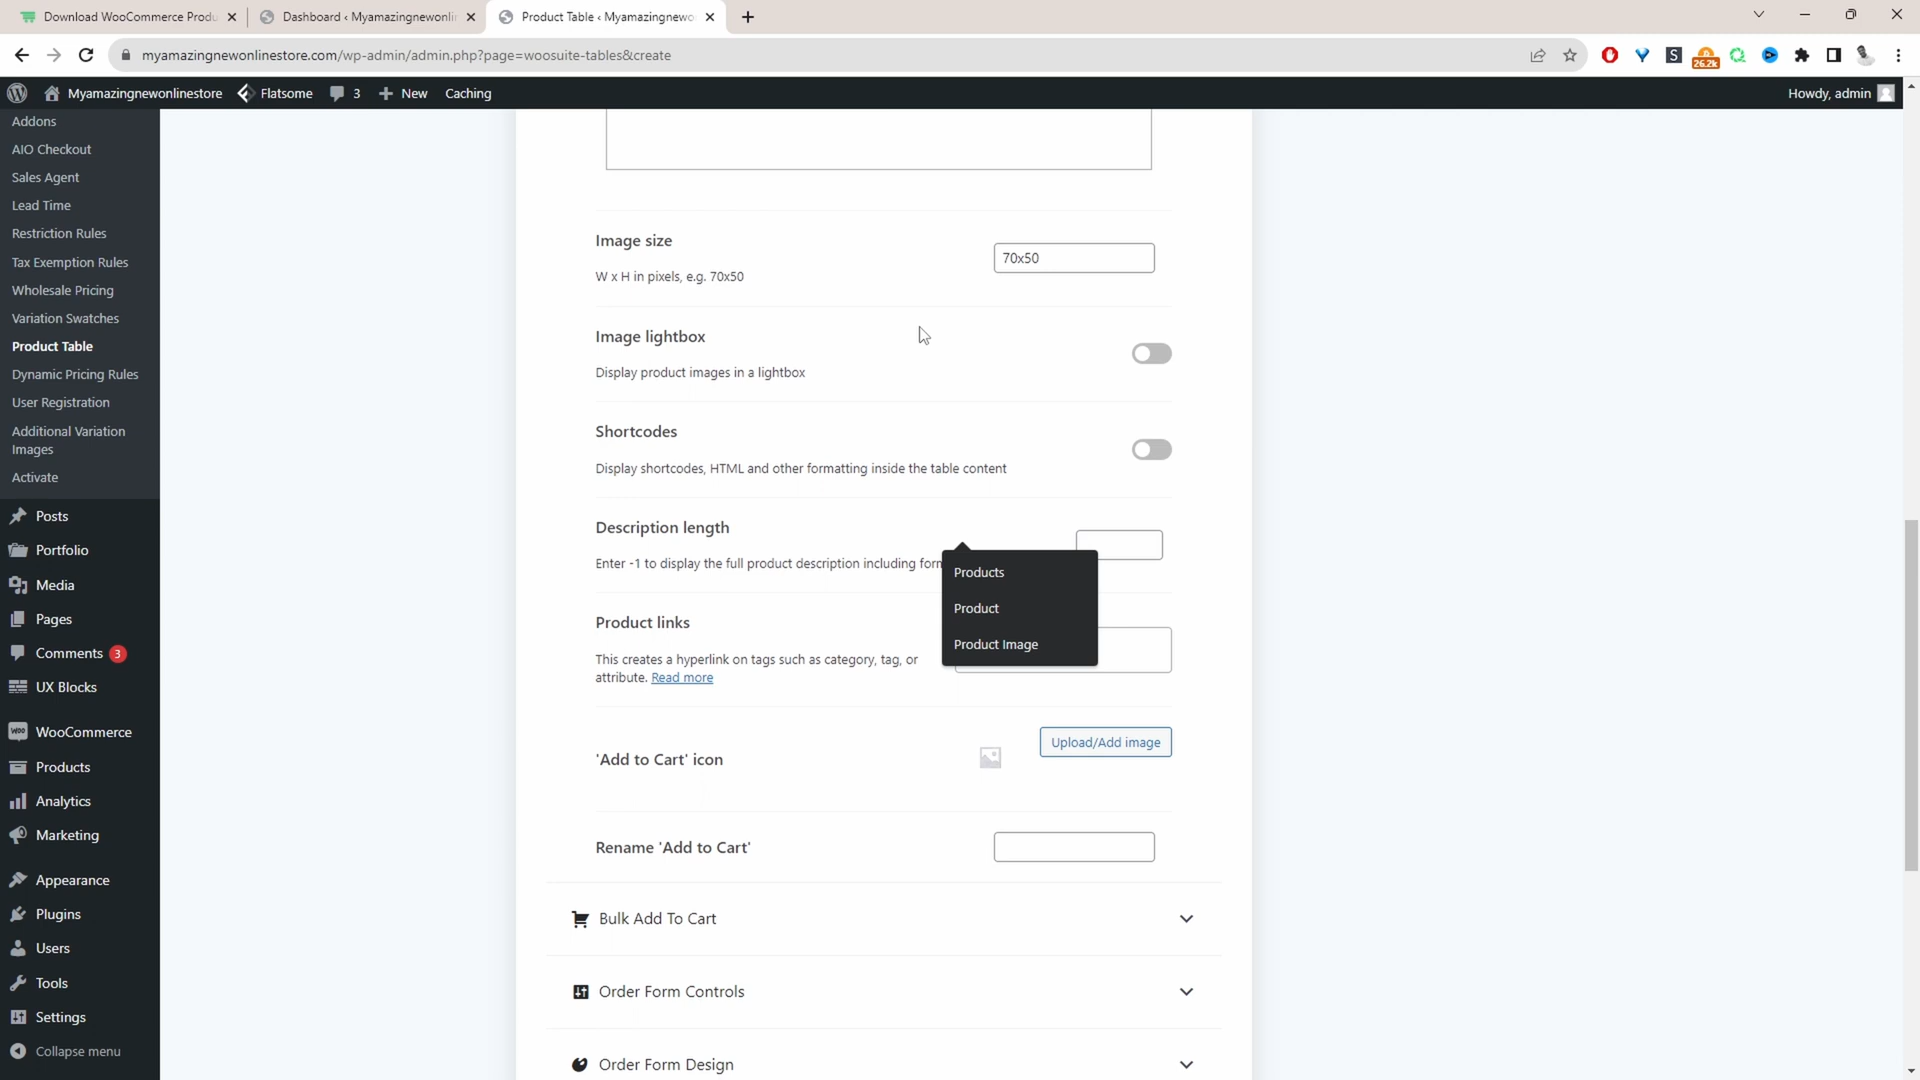 Download WooCommerce Produ
Dashboard ‹ Myamazingnewonlin
Product Table ‹ Myamazingnewo
myamazingnewonlinestore.com/wp-admin/admin.php?page=woosuite-tables&create
26.2k
Myamazingnewonlinestore
Flatsome
3
New
Caching
Howdy, admin
Addons
AIO Checkout
Sales Agent
Lead Time
Restriction Rules
Tax Exemption Rules
Wholesale Pricing
Variation Swatches
Product Table
Dynamic Pricing Rules
User Registration
Additional Variation
Images
Activate
Posts
Portfolio
Media
Pages
Comments 3
UX Blocks
WooCommerce
Products
Analytics
Marketing
Appearance
Plugins
Users
Tools
Settings
Collapse menu
Image size
70x50
W x H in pixels, e.g. 70x50
Image lightbox
Display product images in a lightbox
Shortcodes
Display shortcodes, HTML and other formatting inside the table content
Description length
Enter -1 to display the full product description including form
Products
Product
Product Image
Product links
This creates a hyperlink on tags such as category, tag, or
attribute. Read more
'Add to Cart' icon
Upload/Add image
Rename 'Add to Cart'
Bulk Add To Cart
Order Form Controls
Order Form Design